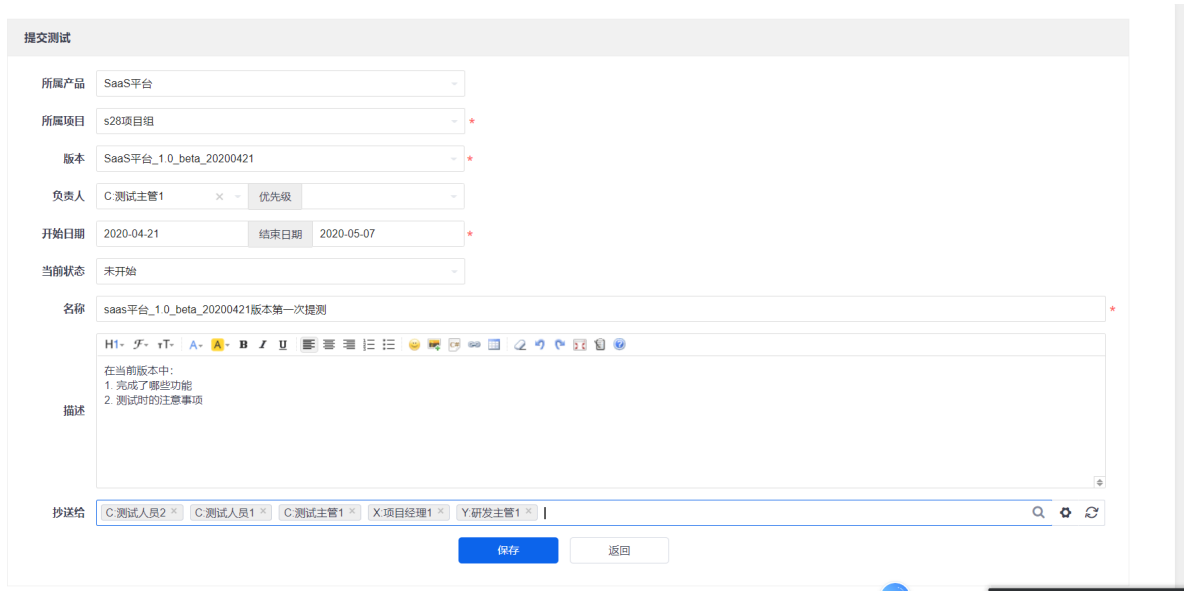 提交测试
所属产品 SaaS平台
所属项目 s28项目组 *
版本 SaaS平台_1.0_beta_20200421 *
负责人 C:测试主管1 × 优先级
开始日期 2020-04-21 结束日期 2020-05-07 *
当前状态 未开始
名称 saas平台_1.0_beta_20200421版本第一次提测 *
H1 F тT A A B I U
在当前版本中：
1. 完成了哪些功能
2. 测试时的注意事项
描述
抄送给 C:测试人员2 × C:测试人员1 × C:测试主管1 × X:项目经理1 × Y:研发主管1 ×
保存 返回